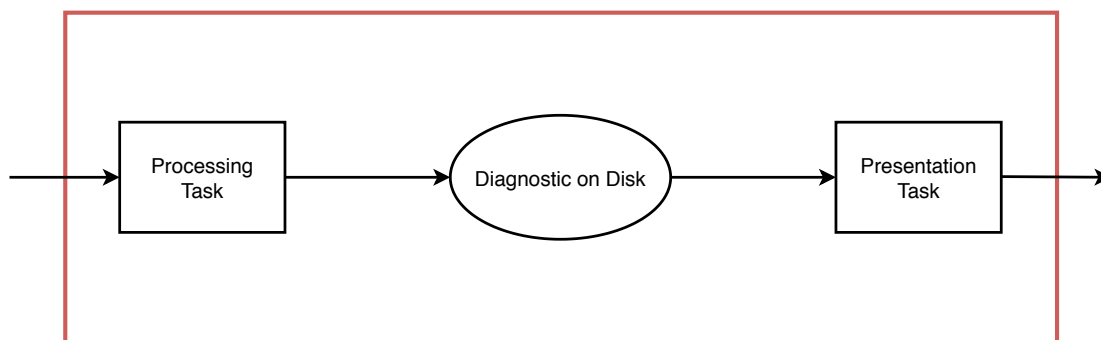 Processing
Task
Diagnostic on Disk
Presentation
Task